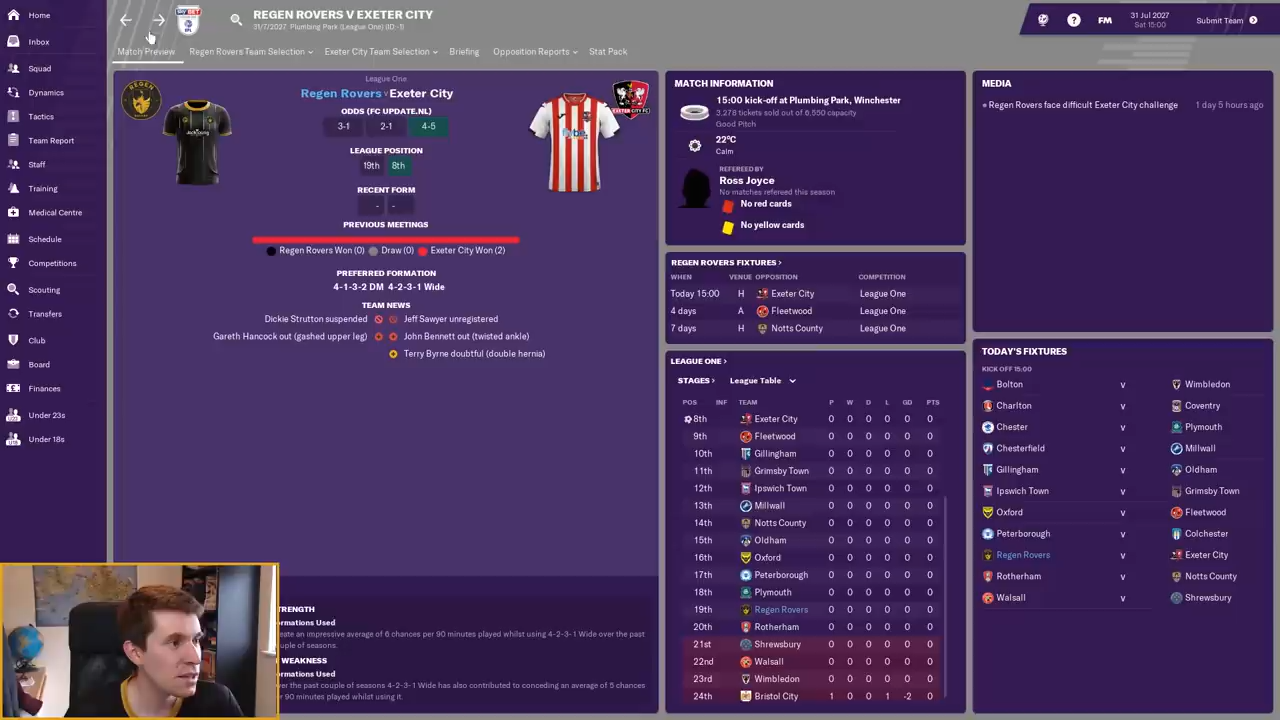 Home
Inbox
Squad
Dynamics
Tactics
Team Report
Staff
Training
Medical Centre
Schedule
Competitions
Scouting
Transfers
Club
Board
Finances
Under 23s
Under 18s
REGEN ROVERS V EXETER CITY
31/7/2027, Plumbing Park (League One) (ID:-1)
FM
31 Jul 2027
Sat 15:00
Submit Team
Match Preview
Regen Rovers Team Selection
Exeter City Team Selection
Briefing
Opposition Reports
Stat Pack
League One
Regen Rovers v Exeter City
ODDS (FC UPDATE.NL)
3-1 2-1 4-5
LEAGUE POSITION
19th 8th
RECENT FORM
- -
PREVIOUS MEETINGS
Regen Rovers Won (0) Draw (0) Exeter City Won (2)
PREFERRED FORMATION
4-1-3-2 DM 4-2-3-1 Wide
TEAM NEWS
Dickie Strutton suspended Jeff Sawyer unregistered
Gareth Hancock out (gashed upper leg) John Bennett out (twisted ankle)
Terry Byrne doubtful (double hernia)
REGEN
EXETER CITY FC
flybe
TRENGTH
ormations Used
eate an impressive average of 6 chances per 90 minutes played whilst using 4-2-3-1 Wide over the past
ouple of seasons.
WEAKNESS
ormations Used
ver the past couple of seasons 4-2-3-1 Wide has also contributed to conceding an average of 5 chances
r 90 minutes played whilst using it.
MATCH INFORMATION
15:00 kick-off at Plumbing Park, Winchester
3,278 tickets sold out of 6,550 capacity
Good Pitch
22°C
Calm
REFEREED BY
Ross Joyce
No matches refereed this season
No red cards
No yellow cards
REGEN ROVERS FIXTURES >
WHEN VENUE OPPOSITION COMPETITION
Today 15:00 H Exeter City League One
4 days A Fleetwood League One
7 days H Notts County League One
LEAGUE ONE >
STAGES > League Table
POS INF TEAM P W D L GD PTS
8th Exeter City 0 0 0 0 0 0
9th Fleetwood 0 0 0 0 0 0
10th Gillingham 0 0 0 0 0 0
11th Grimsby Town 0 0 0 0 0 0
12th Ipswich Town 0 0 0 0 0 0
13th Millwall 0 0 0 0 0 0
14th Notts County 0 0 0 0 0 0
15th Oldham 0 0 0 0 0 0
16th Oxford 0 0 0 0 0 0
17th Peterborough 0 0 0 0 0 0
18th Plymouth 0 0 0 0 0 0
19th Regen Rovers 0 0 0 0 0 0
20th Rotherham 0 0 0 0 0 0
21st Shrewsbury 0 0 0 0 0 0
22nd Walsall 0 0 0 0 0 0
23rd Wimbledon 0 0 0 0 0 0
24th Bristol City 1 0 0 1 -2 0
MEDIA
Regen Rovers face difficult Exeter City challenge 1 day 5 hours ago
TODAY'S FIXTURES
KICK OFF 15:00
Bolton v Wimbledon
Charlton v Coventry
Chester v Plymouth
Chesterfield v Millwall
Gillingham v Oldham
Ipswich Town v Grimsby Town
Oxford v Fleetwood
Peterborough v Colchester
Regen Rovers v Exeter City
Rotherham v Notts County
Walsall v Shrewsbury